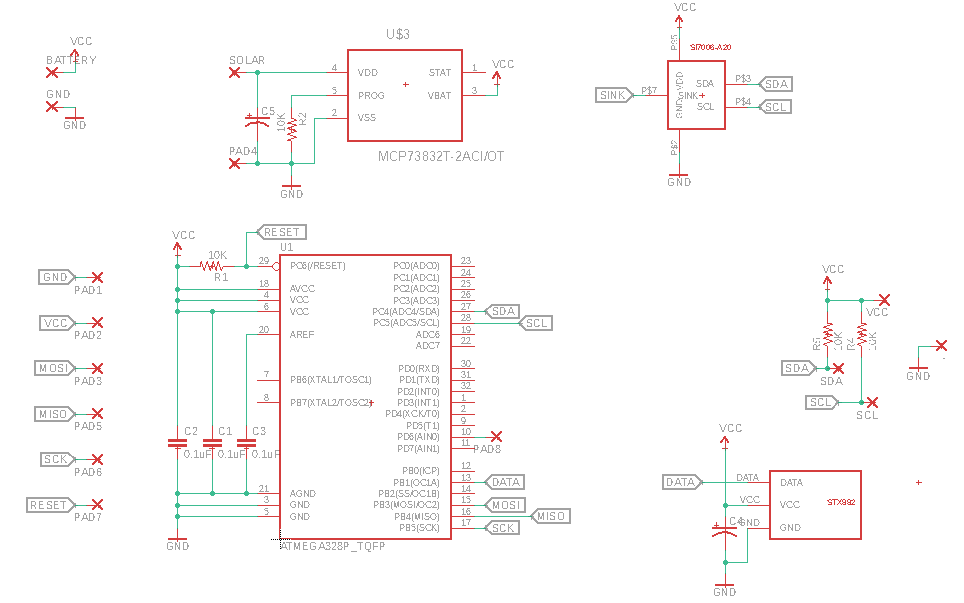 VCC
BATTERY
GND
GND
U$3
SOLAR
4
VDD
STAT
1
VCC
5
PROG
VBAT
3
2
VSS
C5
10K
R2
PAD4
GND
MCP73832T-2ACI/OT
VCC
P$5
SI7006-A20
VDD
SINK
P$7
SINK
SDA
P$3
SDA
SCL
P$4
SCL
GND
P$2
GND
VCC
10K
R1
RESET
U1
29
PC6(/RESET)
18
AVCC
4
VCC
6
VCC
20
AREF
7
PB6(XTAL1/TOSC1)
8
PB7(XTAL2/TOSC2)
21
AGND
3
GND
5
GND
C2
0.1uF
C1
0.1uF
C3
0.1uF
GND
ATMEGA328P_TQFP
PC0(ADC0)
23
PC1(ADC1)
24
PC2(ADC2)
25
PC3(ADC3)
26
PC4(ADC4/SDA)
27
SDA
PC5(ADC5/SCL)
28
SCL
ADC6
19
ADC7
22
PD0(RXD)
30
PD1(TXD)
31
PD2(INT0)
32
PD3(INT1)
1
PD4(XCK/T0)
2
PD5(T1)
9
PD6(AIN0)
10
PD7(AIN1)
11
PAD8
PB0(ICP)
12
PB1(OC1A)
13
DATA
PB2(SS/OC1B)
14
PB3(MOSI/OC2)
15
MOSI
PB4(MISO)
16
MISO
PB5(SCK)
17
SCK
GND
PAD1
VCC
PAD2
MOSI
PAD3
MISO
PAD5
SCK
PAD6
RESET
PAD7
VCC
VCC
R5
10K
R4
10K
SDA
SDA
SCL
SCL
-
GND
VCC
DATA
DATA
DATA
VCC
VCC
STX882
GND
GND
C4
GND